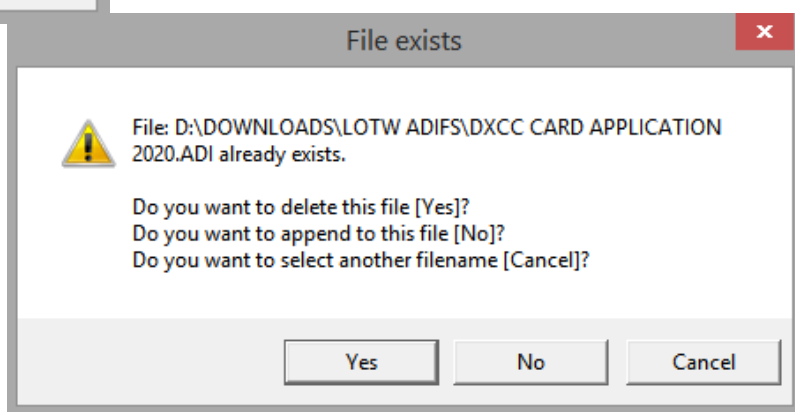 File exists
File: D:\DOWNLOADS\LOTW ADIFS\DXCC CARD APPLICATION
2020.ADI already exists.
Do you want to delete this file [Yes]?
Do you want to append to this file [No]?
Do you want to select another filename [Cancel]?
Yes
No
Cancel